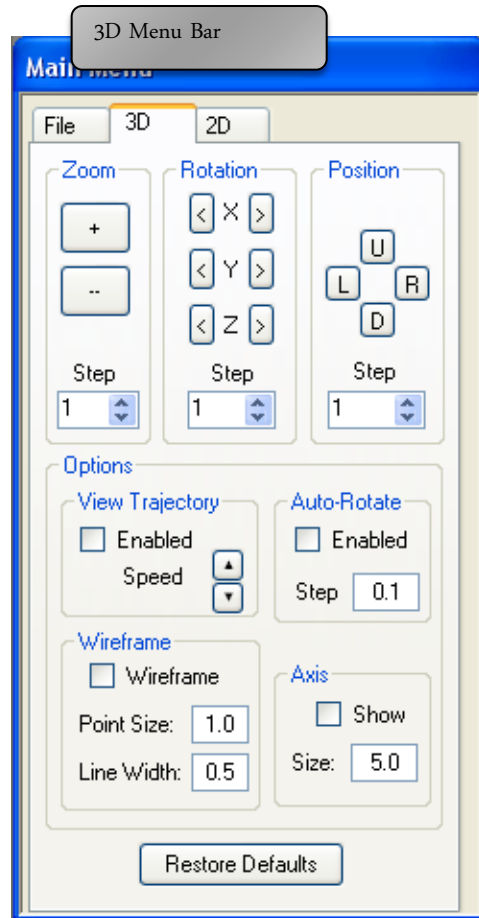 3D Menu Bar
Main Menu
File 3D 2D
Zoom Rotation Position
+ < X > U
-- < Y > L R
< Z > D
Step Step Step
1 1 1
Options
View Trajectory Auto-Rotate
Enabled Enabled
Speed Step 0.1
Wireframe
Wireframe Axis
Point Size: 1.0 Show
Line Width: 0.5 Size: 5.0
Restore Defaults